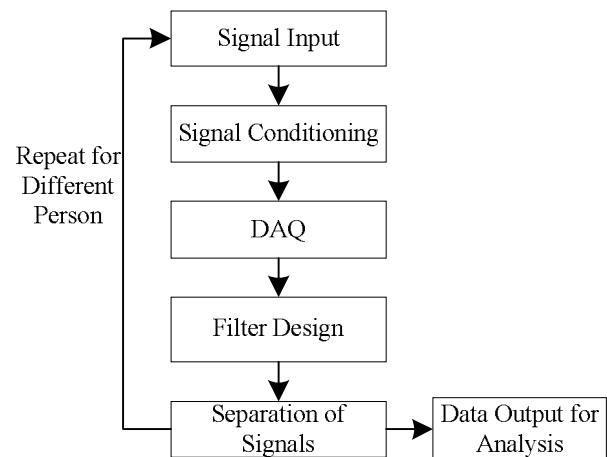 Signal Input
Signal Conditioning
Repeat for
Different
Person
DAQ
Filter Design
Separation of
Signals
Data Output for
Analysis